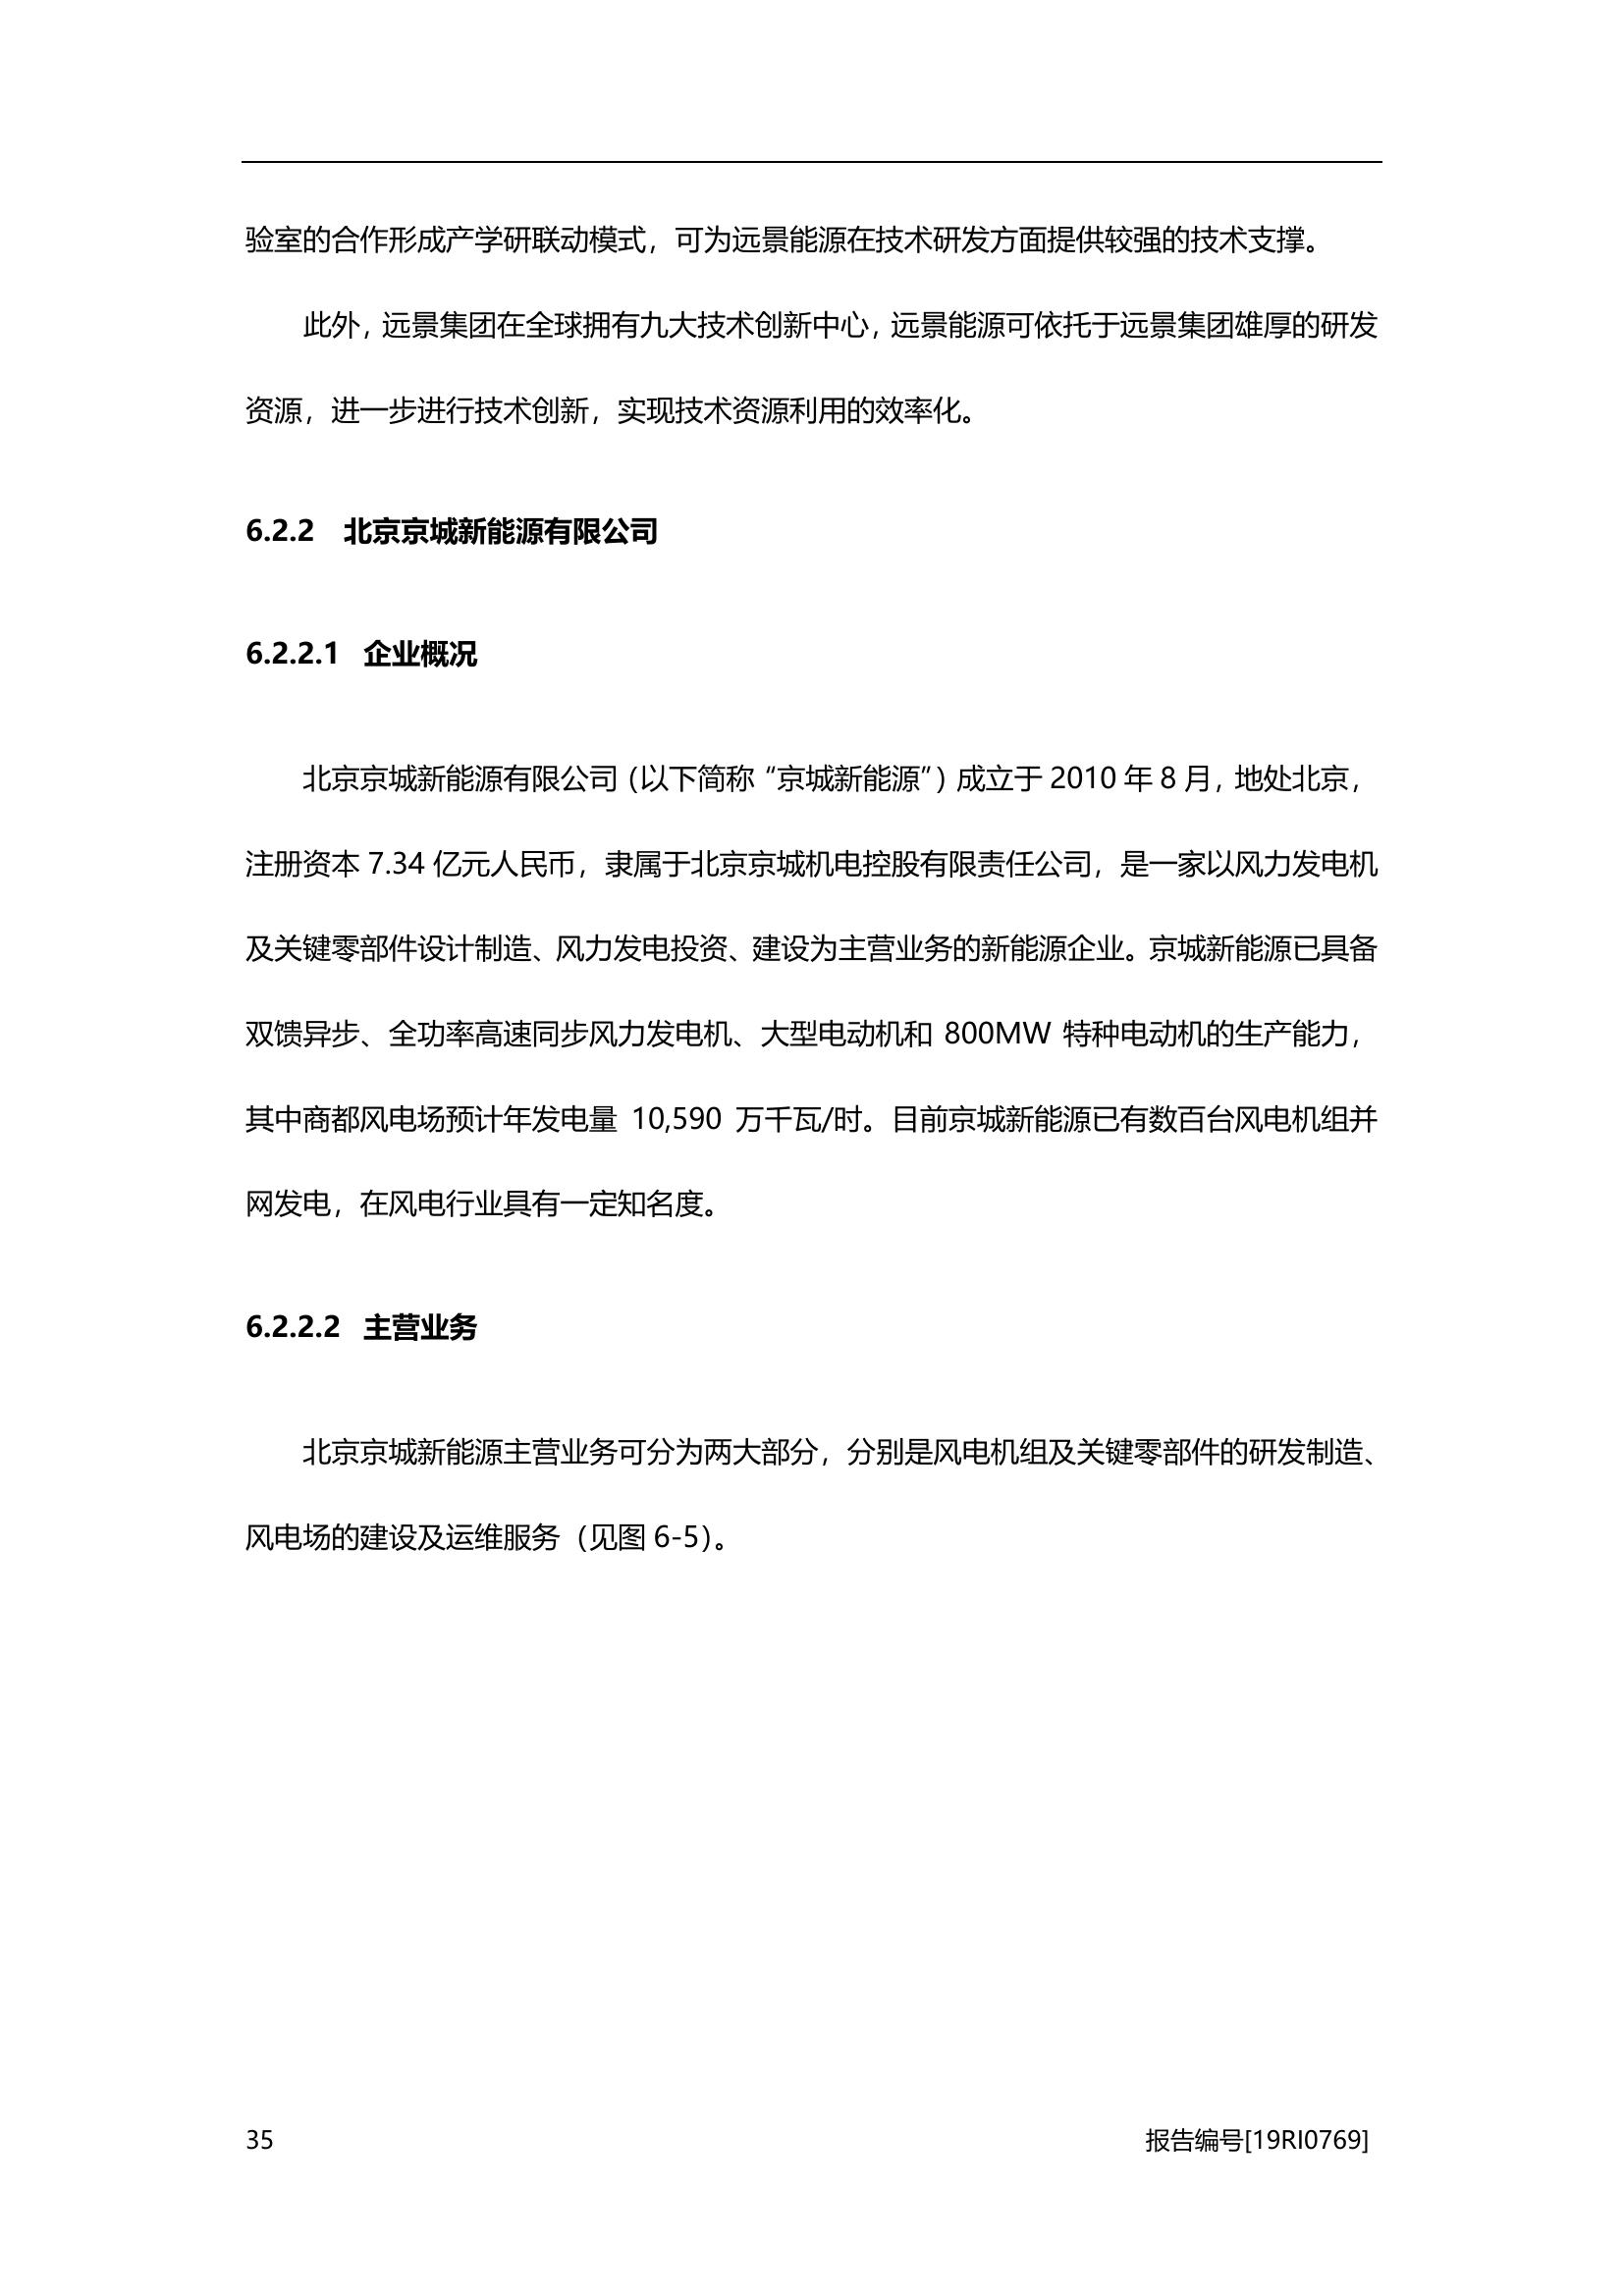 验室的合作形成产学研联动模式，可为远景能源在技术研发方面提供较强的技术支撑。
此外，远景集团在全球拥有九大技术创新中心，远景能源可依托于远景集团雄厚的研发
资源，进一步进行技术创新，实现技术资源利用的效率化。
6.2.2 北京京城新能源有限公司
6.2.2.1 企业概况
北京京城新能源有限公司（以下简称“京城新能源”）成立于 2010 年 8 月，地处北京，
注册资本 7.34 亿元人民币，隶属于北京京城机电控股有限责任公司，是一家以风力发电机
及关键零部件设计制造、风力发电投资、建设为主营业务的新能源企业。京城新能源已具备
双馈异步、全功率高速同步风力发电机、大型电动机和 800MW 特种电动机的生产能力，
其中商都风电场预计年发电量 10,590 万千瓦/时。目前京城新能源已有数百台风电机组并
网发电，在风电行业具有一定知名度。
6.2.2.2 主营业务
北京京城新能源主营业务可分为两大部分，分别是风电机组及关键零部件的研发制造、
风电场的建设及运维服务（见图 6-5）。
35 报告编号[19RI0769]